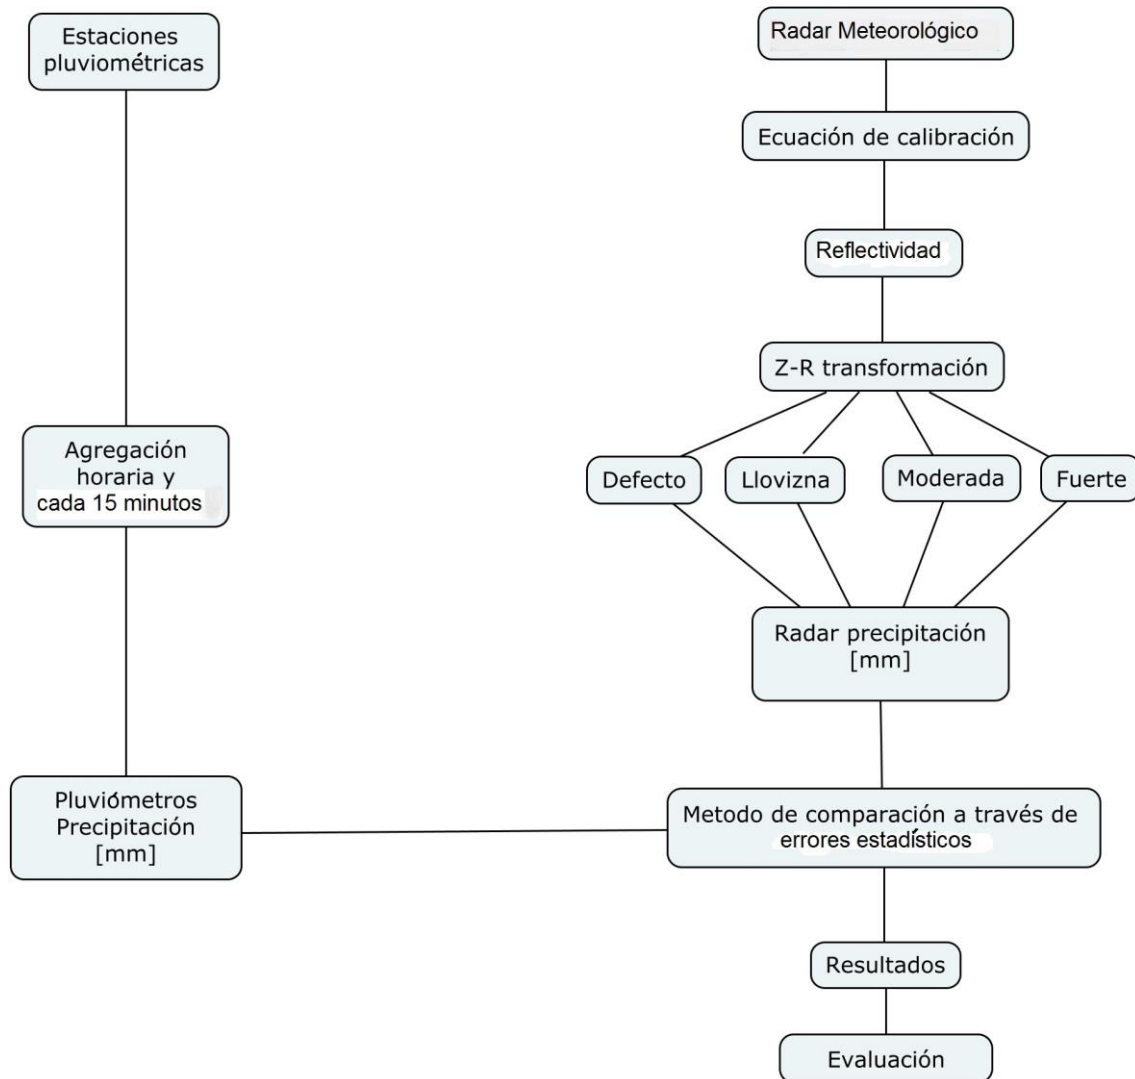 Estaciones
pluviométricas
Radar Meteorológico
Ecuación de calibración
Reflectividad
Z-R transformación
Defecto
Llovizna
Moderada
Fuerte
Agregación
horaria y
cada 15 minutos
Radar precipitación
[mm]
Pluviómetros
Precipitación
[mm]
Metodo de comparación a través de
errores estadísticos
Resultados
Evaluación